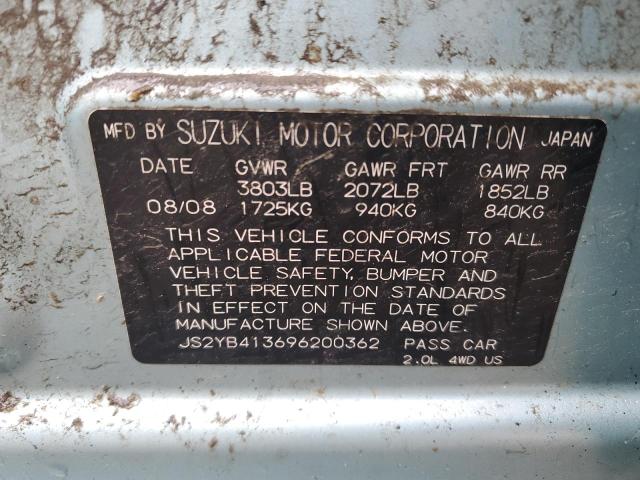 MFD BY SUZUKI MOTOR CORPORATION JAPAN
DATE GVWR GAWR FRT GAWR RR
3803LB 2072LB 1852LB
08/08 1725KG 940KG 840KG
THIS VEHICLE CONFORMS TO ALL
APPLICABLE FEDERAL MOTOR
VEHICLE SAFETY, BUMPER AND
THEFT PREVENTION STANDARDS
IN EFFECT ON THE DATE OF
MANUFACTURE SHOWN ABOVE.
JS2YB413696200362 PASS CAR
2.0L 4WD US